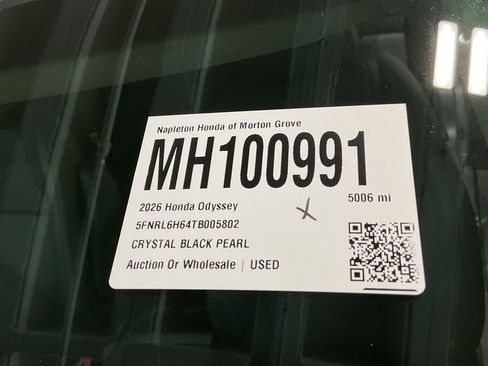 Napleton Honda of Morton Grove
MH100991
5006 mi
2026 Honda Odyssey
5FNRL6H64TB005802
CRYSTAL BLACK PEARL
Auction Or Wholesale | USED
X